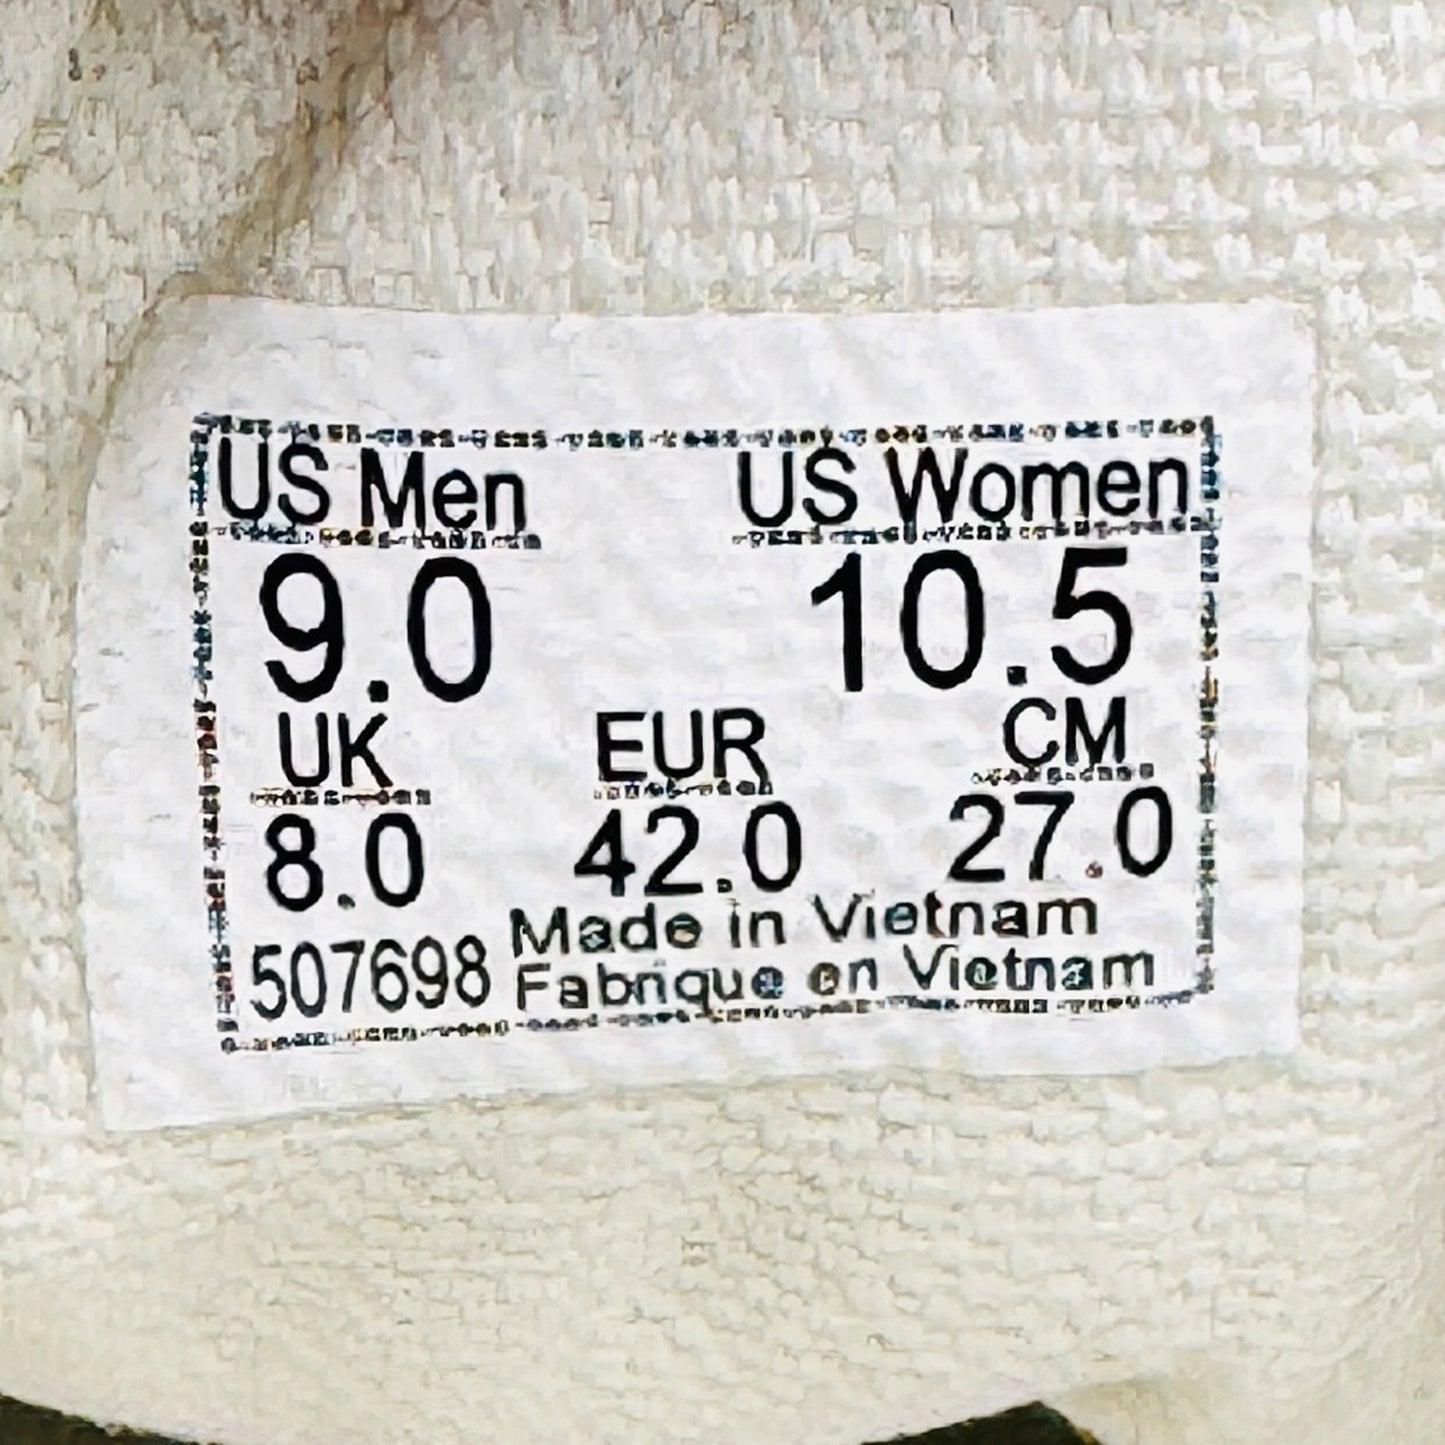 US Men US Women
9.0 10.5
UK EUR CM
8.0 42.0 27.0
507698 Made in Vietnam
Fabrique en Vietnam